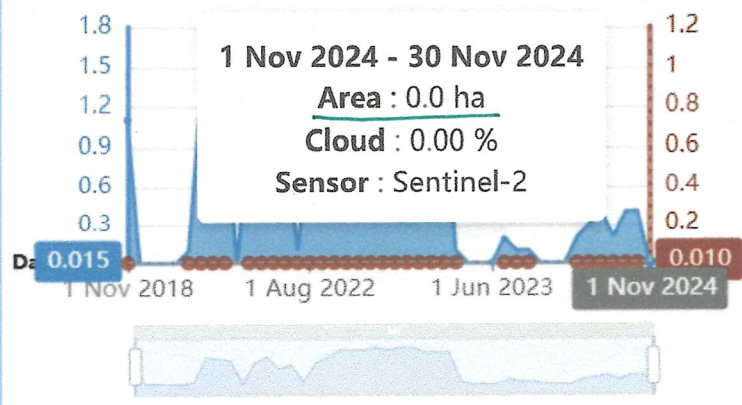 1.8
1.5
1.2
0.9
0.6
0.3
1.2
1
0.8
0.6
0.4
0.2
1 Nov 2024 - 30 Nov 2024
Area : 0.0 ha
Cloud : 0.00 %
Sensor : Sentinel-2
Da 0.015 0.010
1 Nov 2018 1 Aug 2022 1 Jun 2023 1 Nov 2024